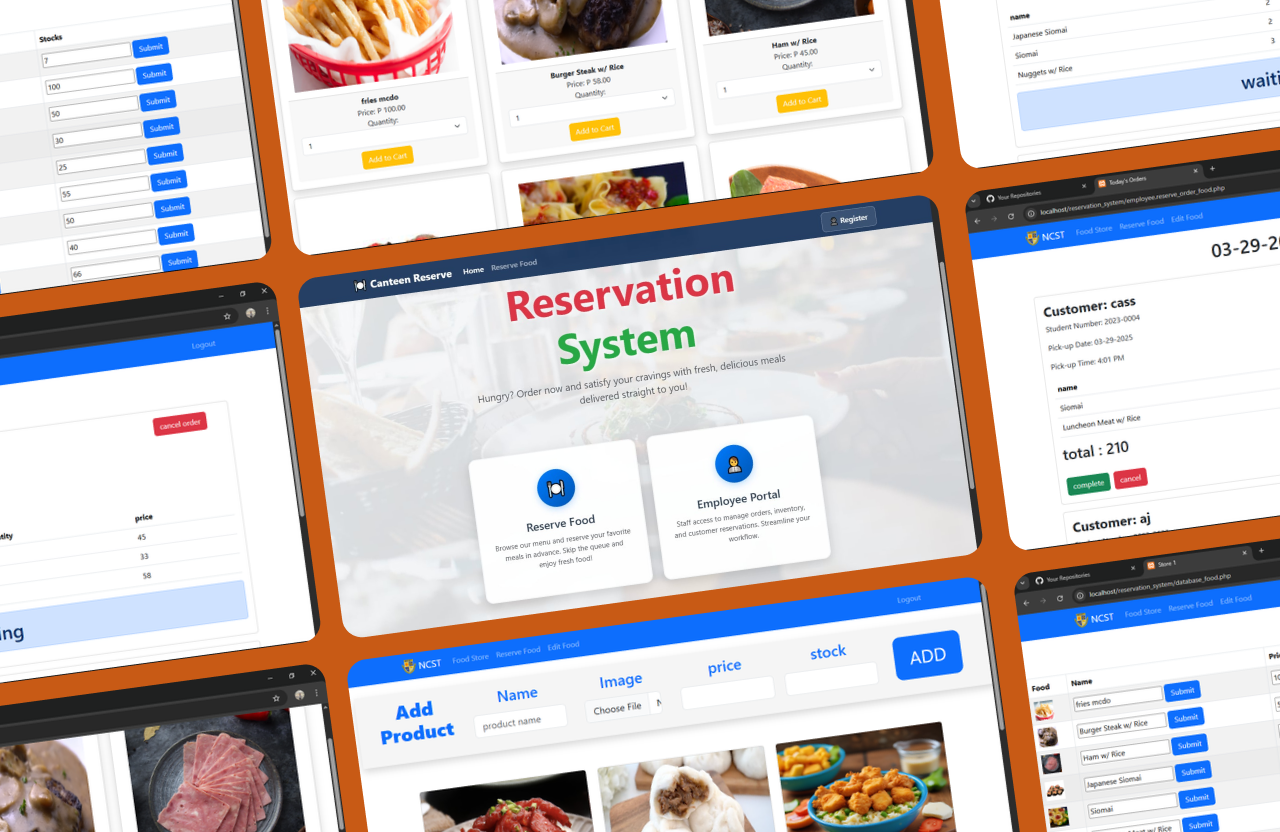 Stocks
7
Submit
100
Submit
50
Submit
30
Submit
25
Submit
55
Submit
50
Submit
40
Submit
66
Submit
fries mcdo
Price: P 100.00
Quantity:
1
Add to Cart
Burger Steak w/ Rice
Price: P 58.00
Quantity:
1
Add to Cart
Ham w/ Rice
Price: P 45.00
Quantity:
1
Add to Cart
name
Japanese Siomai
2
Siomai
2
Nuggets w/ Rice
3
waiti
Logout
cancel order
tity
price
45
33
58
ng
Canteen Reserve
Home
Reserve Food
Register
Reservation
System
Hungry? Order now and satisfy your cravings with fresh, delicious meals
delivered straight to you!
Reserve Food
Browse our menu and reserve your favorite
meals in advance. Skip the queue and
enjoy fresh food!
Employee Portal
Staff access to manage orders, inventory,
and customer reservations. Streamline your
workflow.
Your Repositories
Today's Orders
localhost/reservation_system/employee.reserve_order_food.php
NCST
Food Store
Reserve Food
Edit Food
03-29-20
Customer: cass
Student Number: 2023-0004
Pick-up Date: 03-29-2025
Pick-up Time: 4:01 PM
name
Siomai
Luncheon Meat w/ Rice
total : 210
complete
cancel
Customer: aj
NCST
Food Store
Reserve Food
Edit Food
Logout
Add
Product
Name
product name
Image
Choose File
N
price
stock
ADD
Your Repositories
Store 1
localhost/reservation_system/database_food.php
NCST
Food Store
Reserve Food
Edit Food
Food
Name
Pri
fries mcdo
Submit
10
Burger Steak w/ Rice
Submit
Ham w/ Rice
Submit
Japanese Siomai
Submit
Siomai
Submit
Meat w/ Rice
Submit